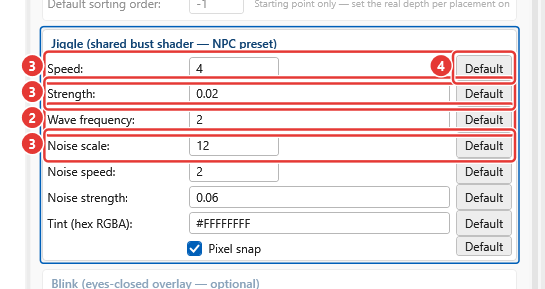 Default sorting order: -1 Starting point only — set the real depth per placement on
Jiggle (shared bust shader — NPC preset)
3 Speed: 4 4 Default
3 Strength: 0.02 Default
2 Wave frequency: 2 Default
3 Noise scale: 12 Default
Noise speed: 2 Default
Noise strength: 0.06 Default
Tint (hex RGBA): #FFFFFFFF Default
Pixel snap Default
Blink (eyes-closed overlay — optional)